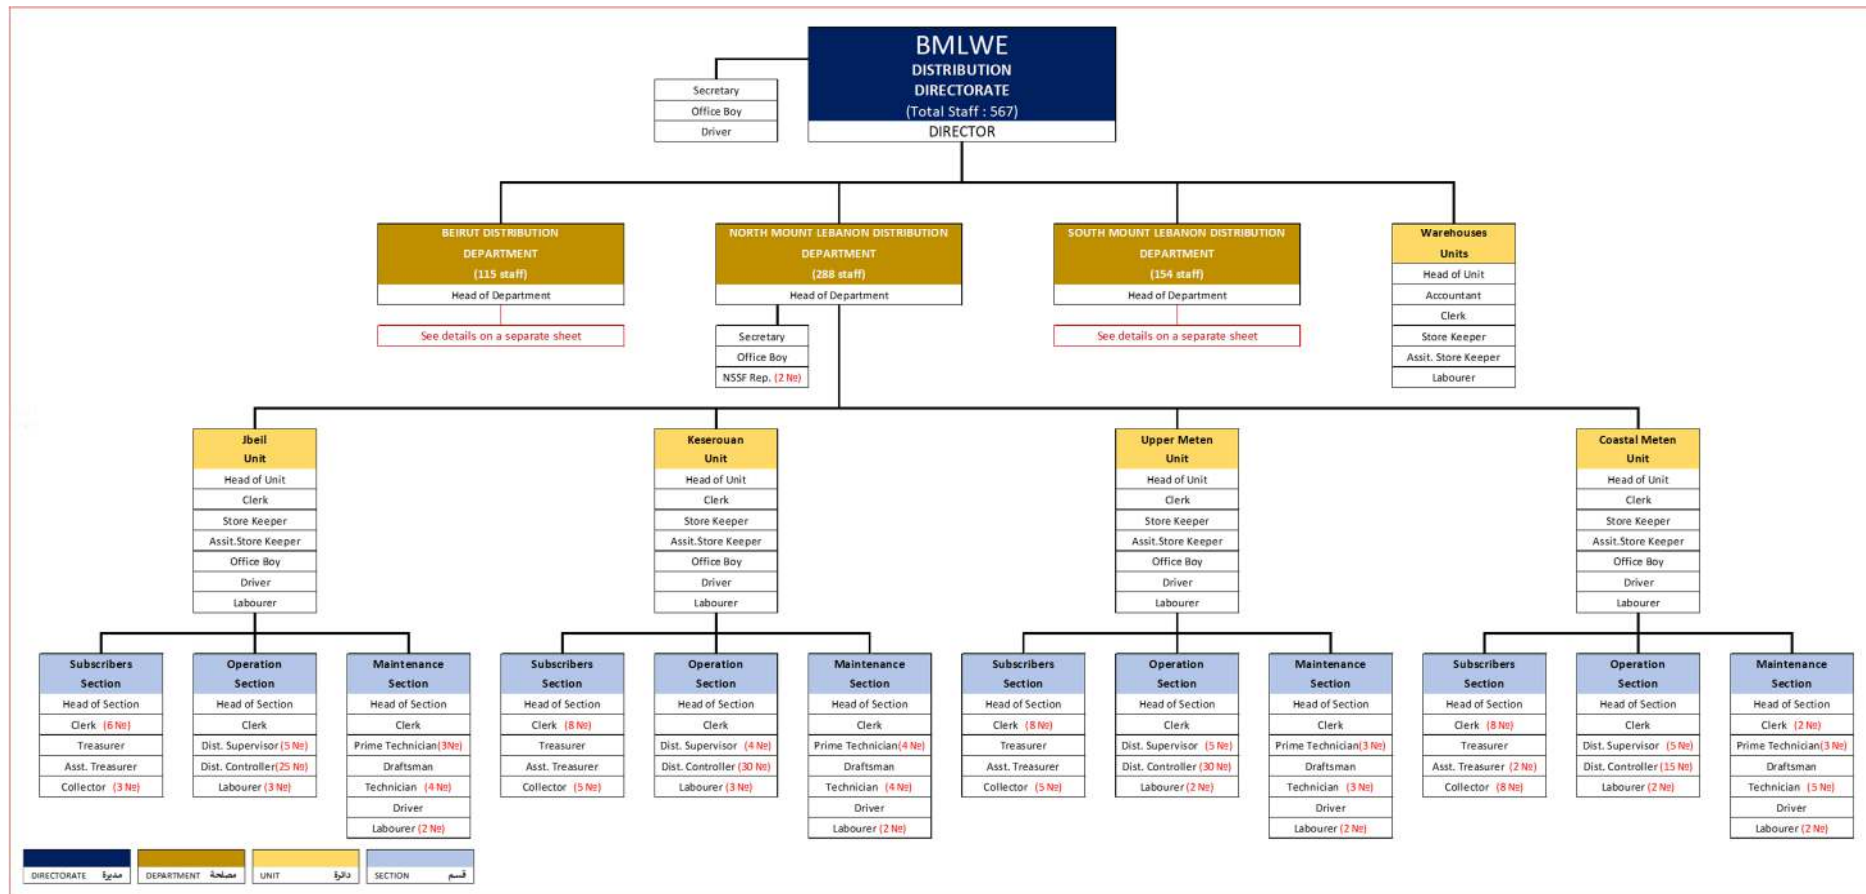 BMLWE
DISTRIBUTION
DIRECTORATE
(Total Staff : 567)
DIRECTOR
Secretary
Office Boy
Driver
BEIRUT DISTRIBUTION
DEPARTMENT
(115 staff)
Head of Department
See details on a separate sheet
NORTH MOUNT LEBANON DISTRIBUTION
DEPARTMENT
(288 staff)
Head of Department
Secretary
Office Boy
NSSF Rep. (2 №)
SOUTH MOUNT LEBANON DISTRIBUTION
DEPARTMENT
(154 staff)
Head of Department
See details on a separate sheet
Warehouses
Units
Head of Unit
Accountant
Clerk
Store Keeper
Assit. Store Keeper
Labourer
Jbeil
Unit
Head of Unit
Clerk
Store Keeper
Assit.Store Keeper
Office Boy
Driver
Labourer
Keserouan
Unit
Head of Unit
Clerk
Store Keeper
Assit.Store Keeper
Office Boy
Driver
Labourer
Upper Meten
Unit
Head of Unit
Clerk
Store Keeper
Assit.Store Keeper
Office Boy
Driver
Labourer
Coastal Meten
Unit
Head of Unit
Clerk
Store Keeper
Assit.Store Keeper
Office Boy
Driver
Labourer
Subscribers
Section
Head of Section
Clerk (6 №)
Treasurer
Asst. Treasurer
Collector (3 №)
Operation
Section
Head of Section
Clerk
Dist. Supervisor (5 №)
Dist. Controller (25 №)
Labourer (3 №)
Maintenance
Section
Head of Section
Clerk
Prime Technician (3№)
Draftsman
Technician (4 №)
Driver
Labourer (2 №)
Subscribers
Section
Head of Section
Clerk (8 №)
Treasurer
Asst. Treasurer
Collector (5 №)
Operation
Section
Head of Section
Clerk
Dist. Supervisor (4 №)
Dist. Controller (30 №)
Labourer (3 №)
Maintenance
Section
Head of Section
Clerk
Prime Technician (4 №)
Draftsman
Technician (4 №)
Driver
Labourer (2 №)
Subscribers
Section
Head of Section
Clerk (8 №)
Treasurer
Asst. Treasurer
Collector (5 №)
Operation
Section
Head of Section
Clerk
Dist. Supervisor (5 №)
Dist. Controller (30 №)
Labourer (2 №)
Maintenance
Section
Head of Section
Clerk
Prime Technician (3 №)
Draftsman
Technician (3 №)
Driver
Labourer (2 №)
Subscribers
Section
Head of Section
Clerk (8 №)
Treasurer
Asst. Treasurer (2 №)
Collector (8 №)
Operation
Section
Head of Section
Clerk
Dist. Supervisor (5 №)
Dist. Controller (15 №)
Labourer (2 №)
Maintenance
Section
Head of Section
Clerk (2 №)
Prime Technician (3 №)
Draftsman
Technician (5 №)
Driver
Labourer (2 №)
DIRECTORATE مديرة
DEPARTMENT مصلحة
UNIT دائرة
SECTION قسم